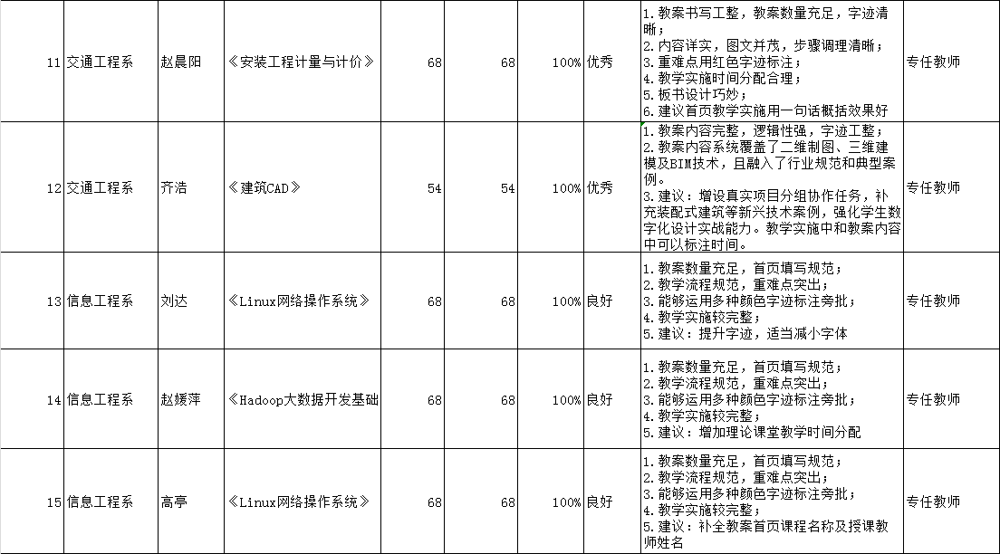 11 交通工程系 赵晨阳 《安装工程计量与计价》 68 68 100% 优秀
1.教案书写工整，教案数量充足，字迹清
晰；
2.内容详实，图文并茂，步骤调理清晰；
3.重难点用红色字迹标注；
4.教学实施时间分配合理；
5.板书设计巧妙；
6.建议首页教学实施用一句话概括效果好
专任教师
12 交通工程系 齐浩 《建筑CAD》 54 54 100% 优秀
1.教案内容完整，逻辑性强，字迹工整；
2.教案内容系统覆盖了二维制图、三维建
模及BIM技术，且融入了行业规范和典型案
例。
3.建议：增设真实项目分组协作任务，补
充装配式建筑等新兴技术案例，强化学生数
字化设计实战能力。教学实施中和教案内容
中可以标注时间。
专任教师
13 信息工程系 刘达 《Linux网络操作系统》 68 68 100% 良好
1.教案数量充足，首页填写规范；
2.教学流程规范，重难点突出；
3.能够运用多种颜色字迹标注旁批；
4.教学实施较完整；
5.建议：提升字迹，适当减小字体
专任教师
14 信息工程系 赵媛萍 《Hadoop大数据开发基础 68 68 100% 良好
1.教案数量充足，首页填写规范；
2.教学流程规范，重难点突出；
3.能够运用多种颜色字迹标注旁批；
4.教学实施较完整；
5.建议：增加理论课堂教学时间分配
专任教师
15 信息工程系 高亭 《Linux网络操作系统》 68 68 100% 良好
1.教案数量充足，首页填写规范；
2.教学流程规范，重难点突出；
3.能够运用多种颜色字迹标注旁批；
4.教学实施较完整；
5.建议：补全教案首页课程名称及授课教
师姓名
专任教师